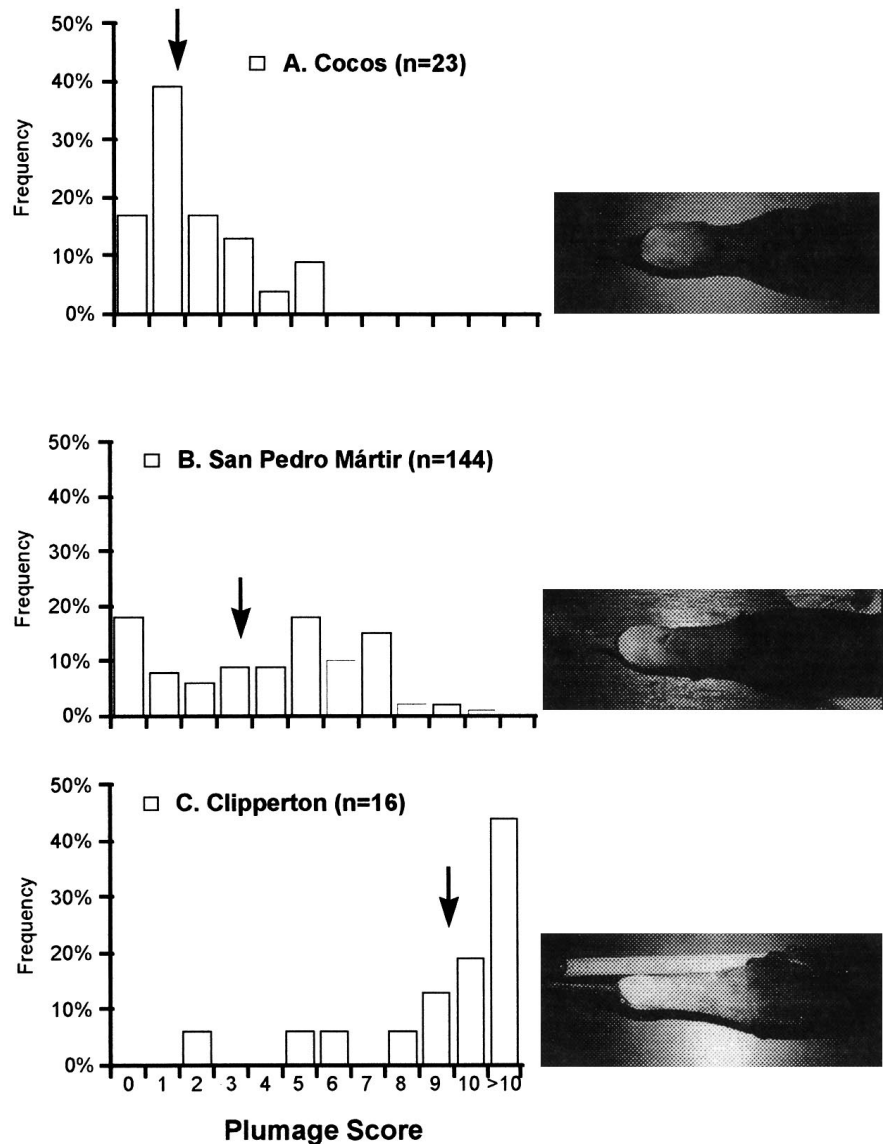 50%
40%
30%
20%
10%
0%
Frequency
A. Cocos (n=23)
50%
40%
30%
20%
10%
0%
Frequency
B. San Pedro Mártir (n=144)
50%
40%
30%
20%
10%
0%
Frequency
C. Clipperton (n=16)
0 1 2 3 4 5 6 7 8 9 10 >10
Plumage Score